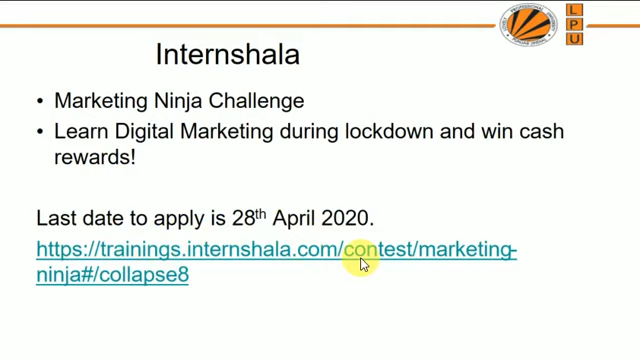 L
P
U
Internshala
• Marketing Ninja Challenge
• Learn Digital Marketing during lockdown and win cash
rewards!
Last date to apply is 28th April 2020.
https://trainings.internshala.com/contest/marketing-
ninja#/collapse8